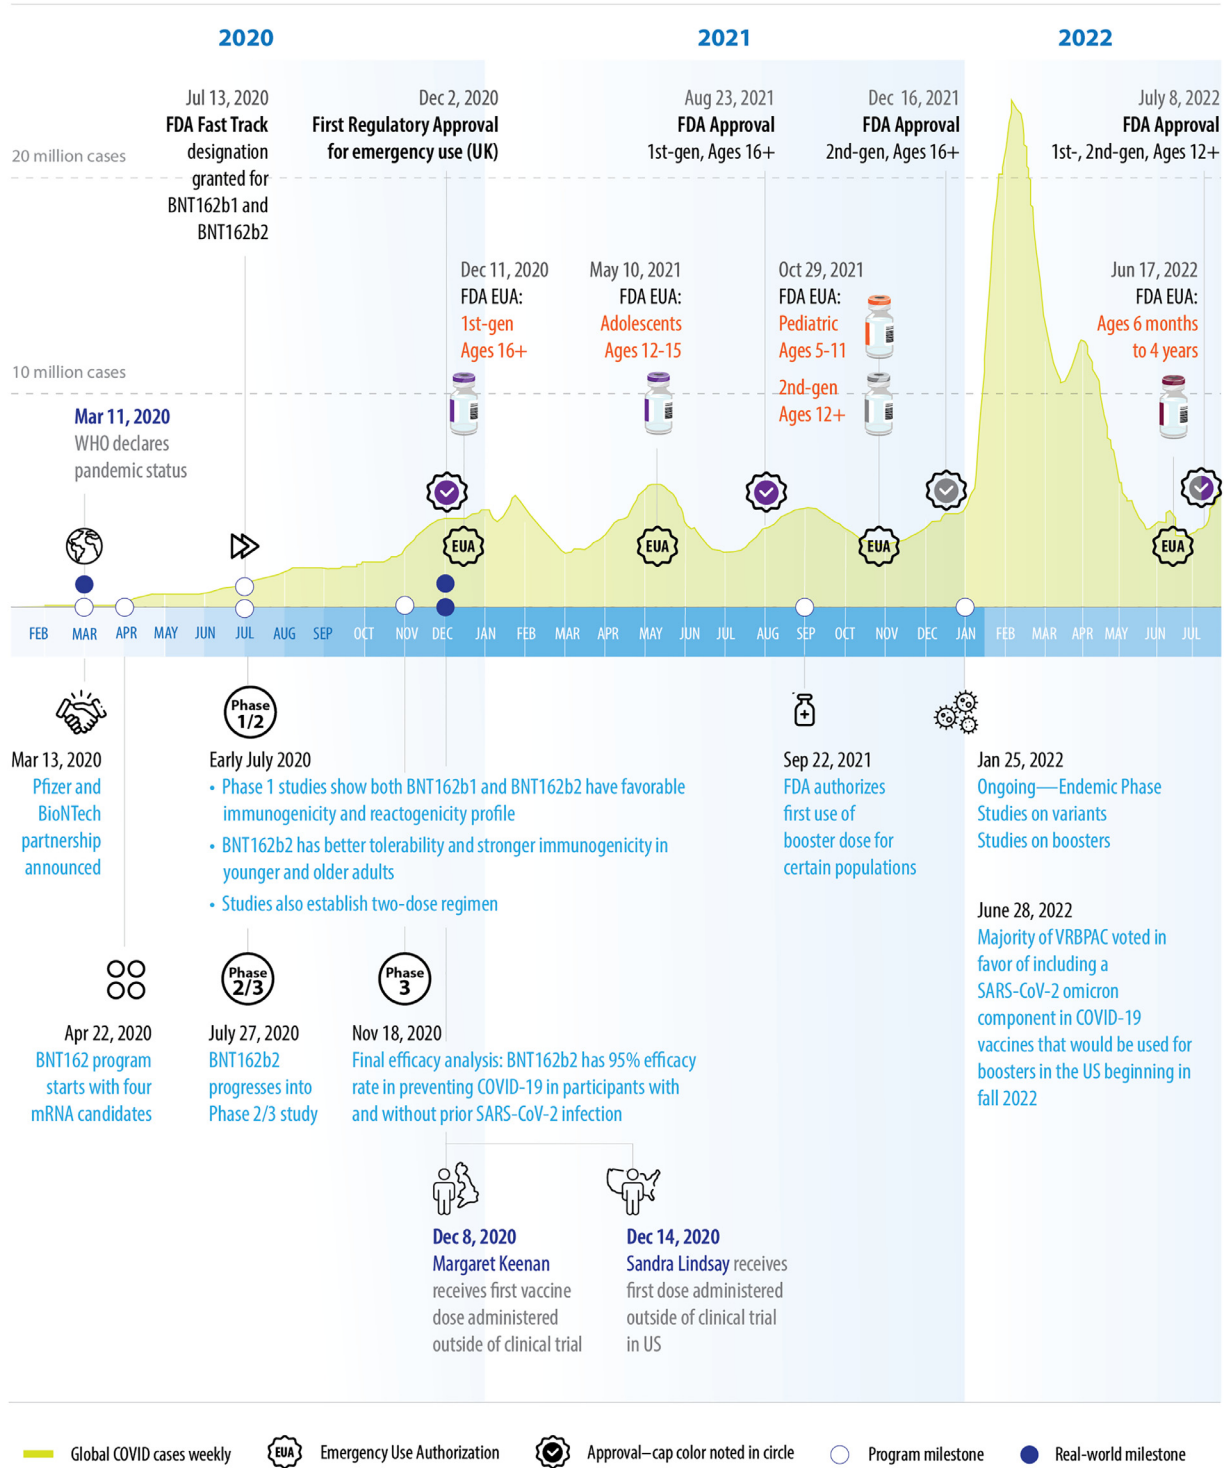 2020
2021
2022
Jul 13, 2020
FDA Fast Track
designation
granted for
BNT162b1 and
BNT162b2
Dec 2, 2020
First Regulatory Approval
for emergency use (UK)
Aug 23, 2021
FDA Approval
1st-gen, Ages 16+
Dec 16, 2021
FDA Approval
2nd-gen, Ages 16+
July 8, 2022
FDA Approval
1st-, 2nd-gen, Ages 12+
20 million cases
Dec 11, 2020
FDA EUA:
1st-gen
Ages 16+
May 10, 2021
FDA EUA:
Adolescents
Ages 12-15
Oct 29, 2021
FDA EUA:
Pediatric
Ages 5-11
2nd-gen
Ages 12+
Jun 17, 2022
FDA EUA:
Ages 6 months
to 4 years
10 million cases
Mar 11, 2020
WHO declares
pandemic status
EUA
EUA
EUA
EUA
FEB MAR APR MAY JUN JUL AUG SEP OCT NOV DEC JAN FEB MAR APR MAY JUN JUL AUG SEP OCT NOV DEC JAN FEB MAR APR MAY JUN JUL
Mar 13, 2020
Pfizer and
BioNTech
partnership
announced
Phase
1/2
Early July 2020
• Phase 1 studies show both BNT162b1 and BNT162b2 have favorable
immunogenicity and reactogenicity profile
• BNT162b2 has better tolerability and stronger immunogenicity in
younger and older adults
• Studies also establish two-dose regimen
Sep 22, 2021
FDA authorizes
first use of
booster dose for
certain populations
Jan 25, 2022
Ongoing—Endemic Phase
Studies on variants
Studies on boosters
June 28, 2022
Majority of VRBPAC voted in
favor of including a
SARS-CoV-2 omicron
component in COVID-19
vaccines that would be used for
boosters in the US beginning in
fall 2022
Apr 22, 2020
BNT162 program
starts with four
mRNA candidates
Phase
2/3
July 27, 2020
BNT162b2
progresses into
Phase 2/3 study
Phase
3
Nov 18, 2020
Final efficacy analysis: BNT162b2 has 95% efficacy
rate in preventing COVID-19 in participants with
and without prior SARS-CoV-2 infection
Dec 8, 2020
Margaret Keenan
receives first vaccine
dose administered
outside of clinical trial
Dec 14, 2020
Sandra Lindsay receives
first dose administered
outside of clinical trial
in US
Global COVID cases weekly
EUA
Emergency Use Authorization
Approval–cap color noted in circle
Program milestone
Real-world milestone